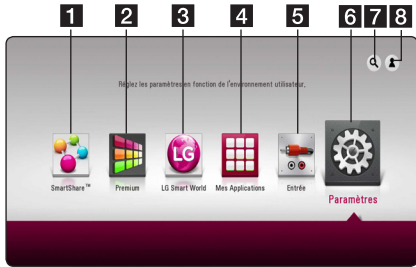 1 2 3 4 5 6 7 8
Réglez les paramètres en fonction de l'environnement utilisateur.
LG
SmartShare™ Premium LG Smart World Mes Applications Entrée
Paramètres